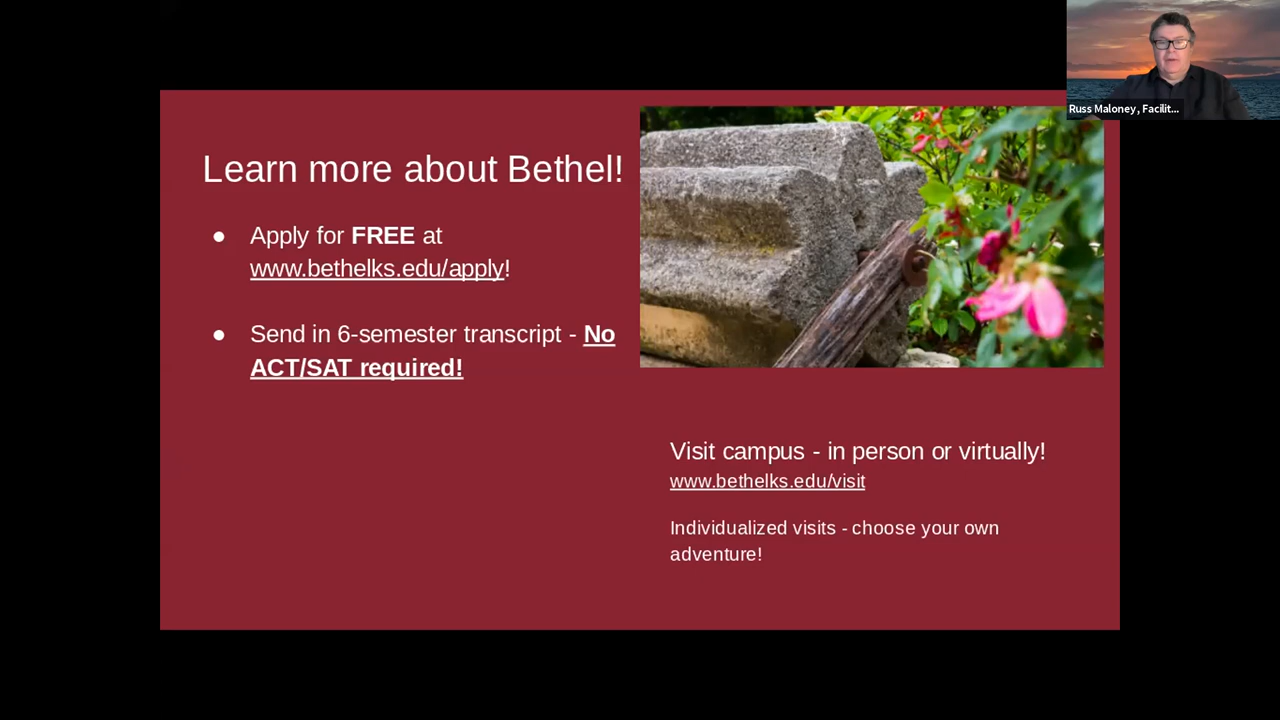 Learn more about Bethel!
● Apply for FREE at
www.bethelks.edu/apply!
● Send in 6-semester transcript - No
ACT/SAT required!
Visit campus - in person or virtually!
www.bethelks.edu/visit
Individualized visits - choose your own
adventure!
Russ Maloney, Facilit...